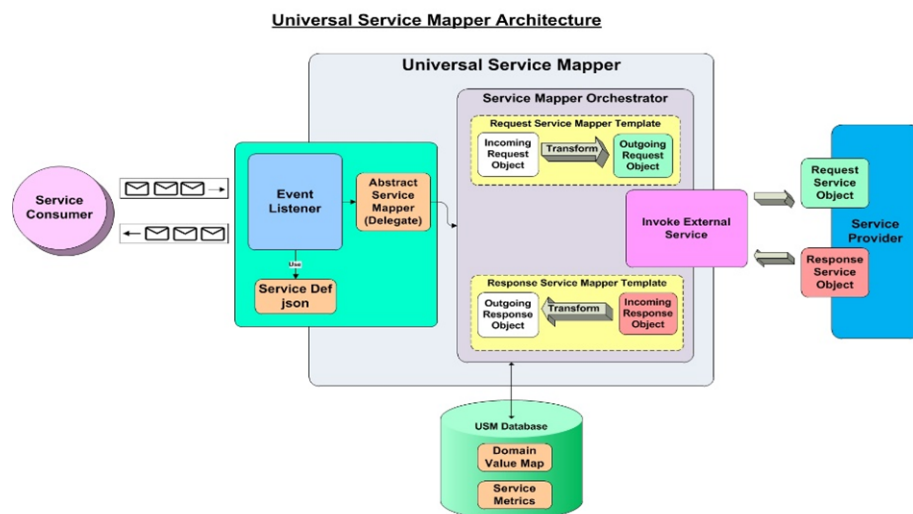 Universal Service Mapper Architecture
Universal Service Mapper
Service Mapper Orchestrator
Request Service Mapper Template
Incoming
Request
Object
Transform
Outgoing
Request
Object
Service
Consumer
Event
Listener
Abstract
Service
Mapper
(Delegate)
Use
Service Def
json
Invoke External
Service
Request
Service
Object
Service
Provider
Response
Service
Object
Response Service Mapper Template
Outgoing
Response
Object
Transform
Incoming
Response
Object
USM Database
Domain
Value Map
Service
Metrics